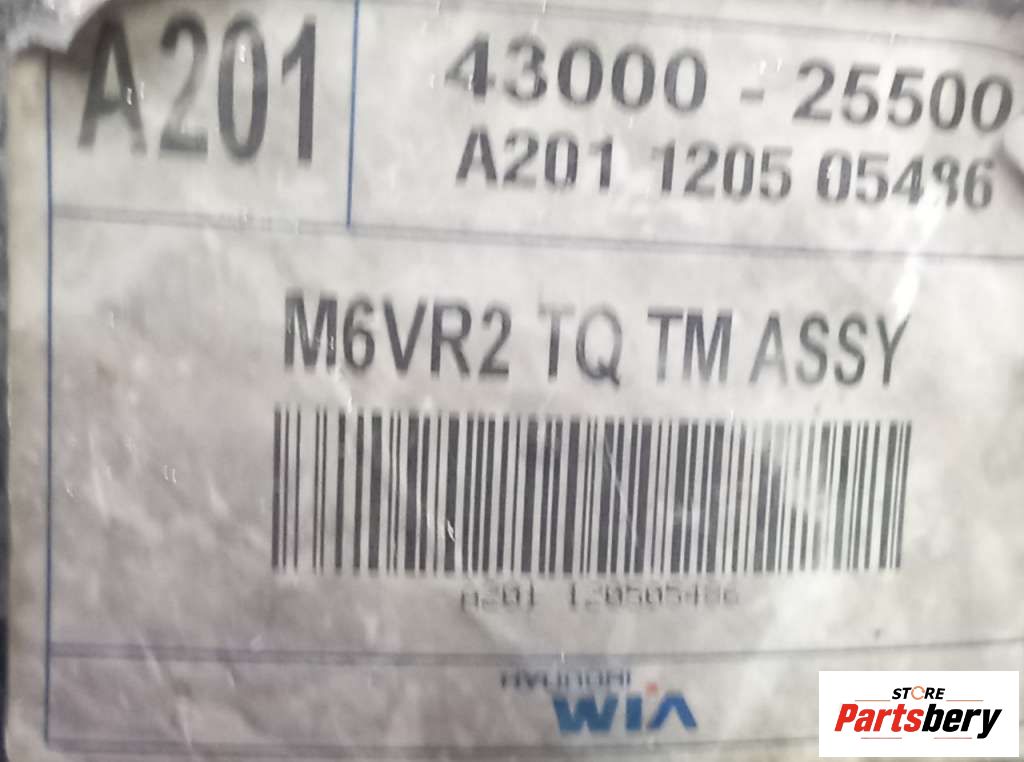 A201
43000 - 25500
A201 1205 05486
M6VR2 TQ TM ASSY
A201 120505486
HYUNDAI
WIA
STORE
Partsbery